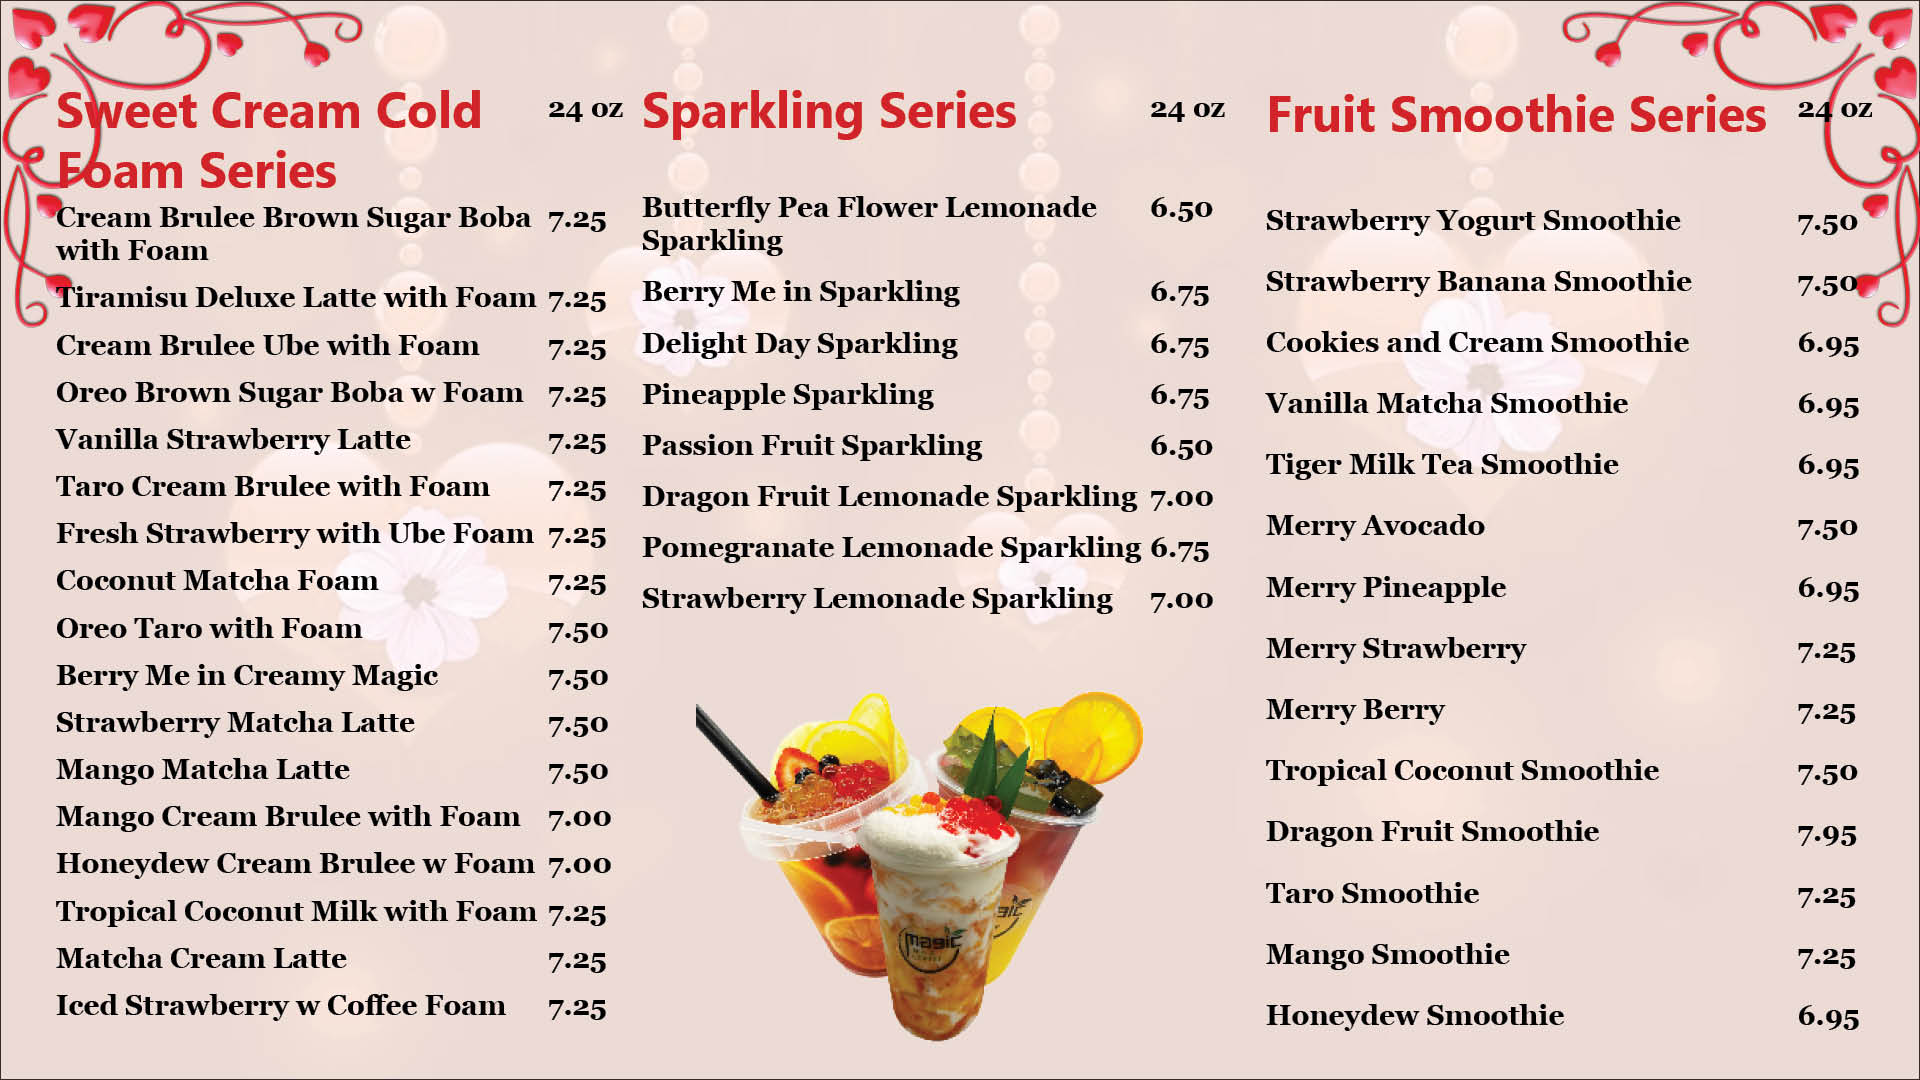 Sweet Cream Cold 24 oz
Foam Series
Cream Brulee Brown Sugar Boba 7.25
with Foam
Tiramisu Deluxe Latte with Foam 7.25
Cream Brulee Ube with Foam 7.25
Oreo Brown Sugar Boba w Foam 7.25
Vanilla Strawberry Latte 7.25
Taro Cream Brulee with Foam 7.25
Fresh Strawberry with Ube Foam 7.25
Coconut Matcha Foam 7.25
Oreo Taro with Foam 7.50
Berry Me in Creamy Magic 7.50
Strawberry Matcha Latte 7.50
Mango Matcha Latte 7.50
Mango Cream Brulee with Foam 7.00
Honeydew Cream Brulee w Foam 7.00
Tropical Coconut Milk with Foam 7.25
Matcha Cream Latte 7.25
Iced Strawberry w Coffee Foam 7.25
Sparkling Series 24 oz
Butterfly Pea Flower Lemonade 6.50
Sparkling
Berry Me in Sparkling 6.75
Delight Day Sparkling 6.75
Pineapple Sparkling 6.75
Passion Fruit Sparkling 6.50
Dragon Fruit Lemonade Sparkling 7.00
Pomegranate Lemonade Sparkling 6.75
Strawberry Lemonade Sparkling 7.00
magic
Fruit Smoothie Series 24 oz
Strawberry Yogurt Smoothie 7.50
Strawberry Banana Smoothie 7.50
Cookies and Cream Smoothie 6.95
Vanilla Matcha Smoothie 6.95
Tiger Milk Tea Smoothie 6.95
Merry Avocado 7.50
Merry Pineapple 6.95
Merry Strawberry 7.25
Merry Berry 7.25
Tropical Coconut Smoothie 7.50
Dragon Fruit Smoothie 7.95
Taro Smoothie 7.25
Mango Smoothie 7.25
Honeydew Smoothie 6.95